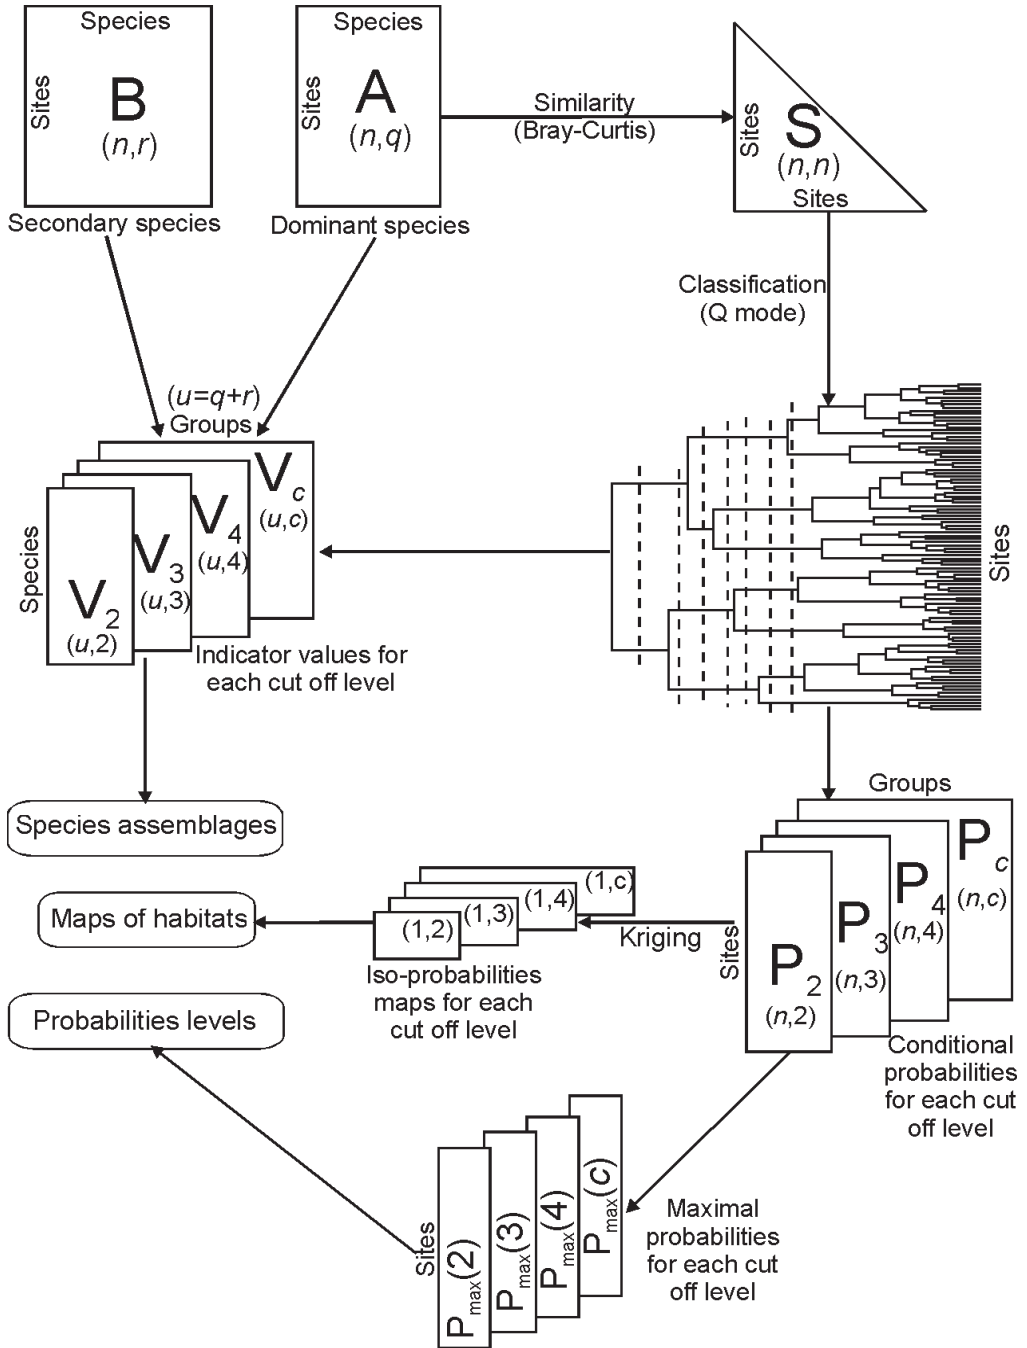 Species
Sites
B
(n,r)
Secondary species
Species
Sites
A
(n,q)
Dominant species
Similarity
(Bray-Curtis)
Sites
S
(n,n)
Sites
Classification
(Q mode)
(u=q+r)
Groups
Species
V2
(u,2)
V3
(u,3)
V4
(u,4)
Vc
(u,c)
Indicator values for
each cut off level
Sites
Species assemblages
Maps of habitats
Probabilities levels
(1,2)
(1,3)
(1,4)
(1,c)
Iso-probabilities
maps for each
cut off level
Kriging
Groups
Sites
P2
(n,2)
P3
(n,3)
P4
(n,4)
Pc
(n,c)
Conditional
probabilities
for each cut
off level
Sites
Pmax(2)
Pmax(3)
Pmax(4)
Pmax(c)
Maximal
probabilities
for each cut
off level